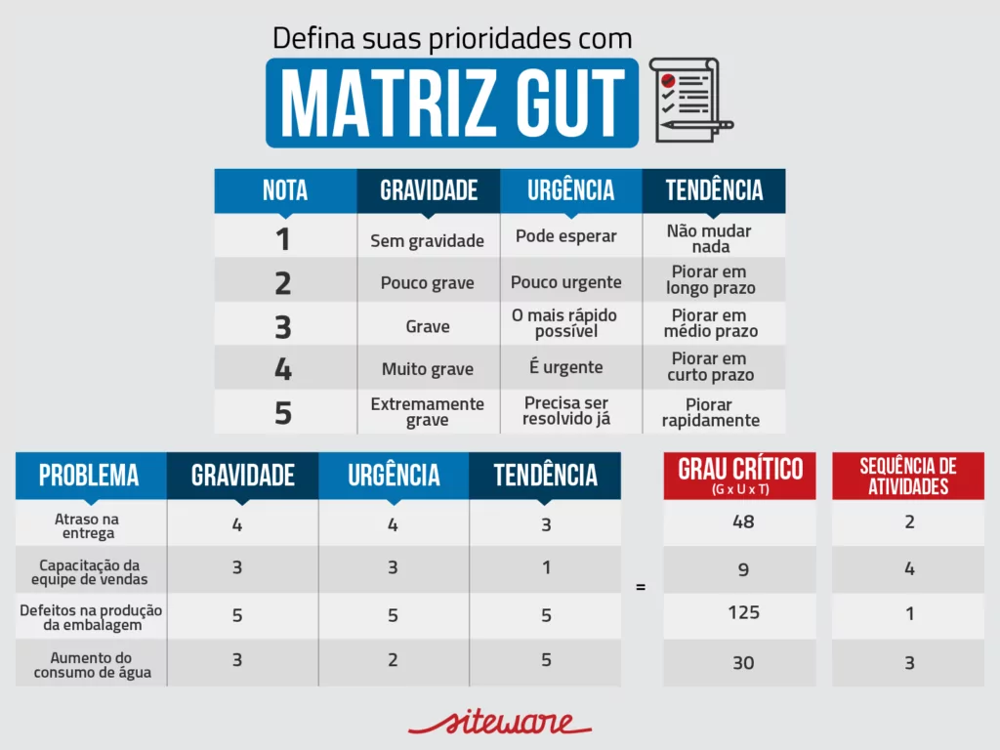 Defina suas prioridades com
MATRIZ GUT
NOTA GRAVIDADE URGÊNCIA TENDÊNCIA
1 Sem gravidade Pode esperar Não mudar nada
2 Pouco grave Pouco urgente Piorar em longo prazo
3 Grave O mais rápido possível Piorar em médio prazo
4 Muito grave É urgente Piorar em curto prazo
5 Extremamente grave Precisa ser resolvido já Piorar rapidamente
PROBLEMA GRAVIDADE URGÊNCIA TENDÊNCIA GRAU CRÍTICO (G x U x T) SEQUÊNCIA DE ATIVIDADES
Atraso na entrega 4 4 3 48 2
Capacitação da equipe de vendas 3 3 1 9 4
=
Defeitos na produção da embalagem 5 5 5 125 1
Aumento do consumo de água 3 2 5 30 3
siteware